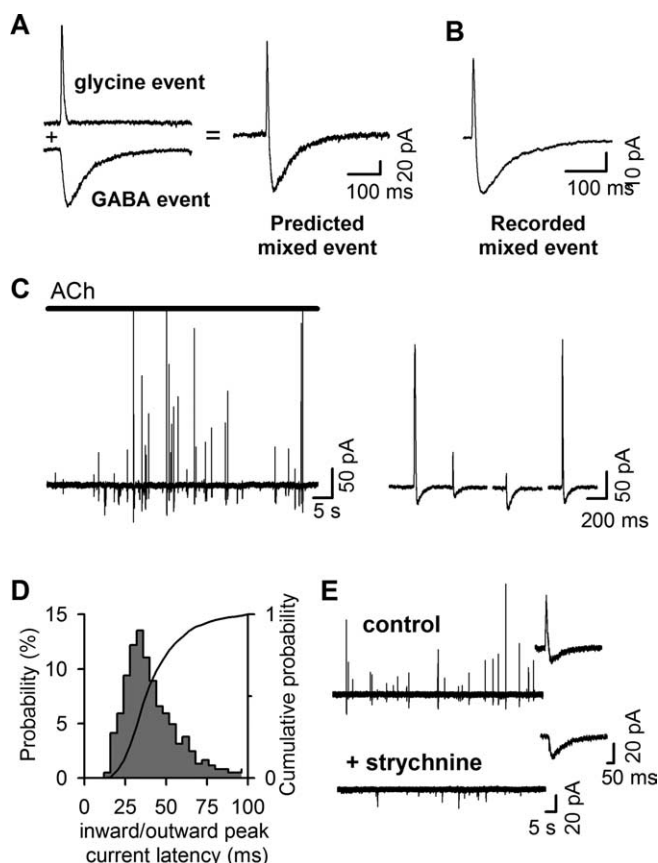 A
glycine event
+
=
GABA event
100 ms
20 pA
Predicted
mixed event
B
100 ms
10 pA
Recorded
mixed event
C
ACh
5 s
50 pA
200 ms
50 pA
D
15
10
5
0
Probability (%)
1
0
Cumulative probability
0
25
50
75
100
inward/outward peak
current latency (ms)
E
control
+ strychnine
20 pA
50 ms
5 s
20 pA